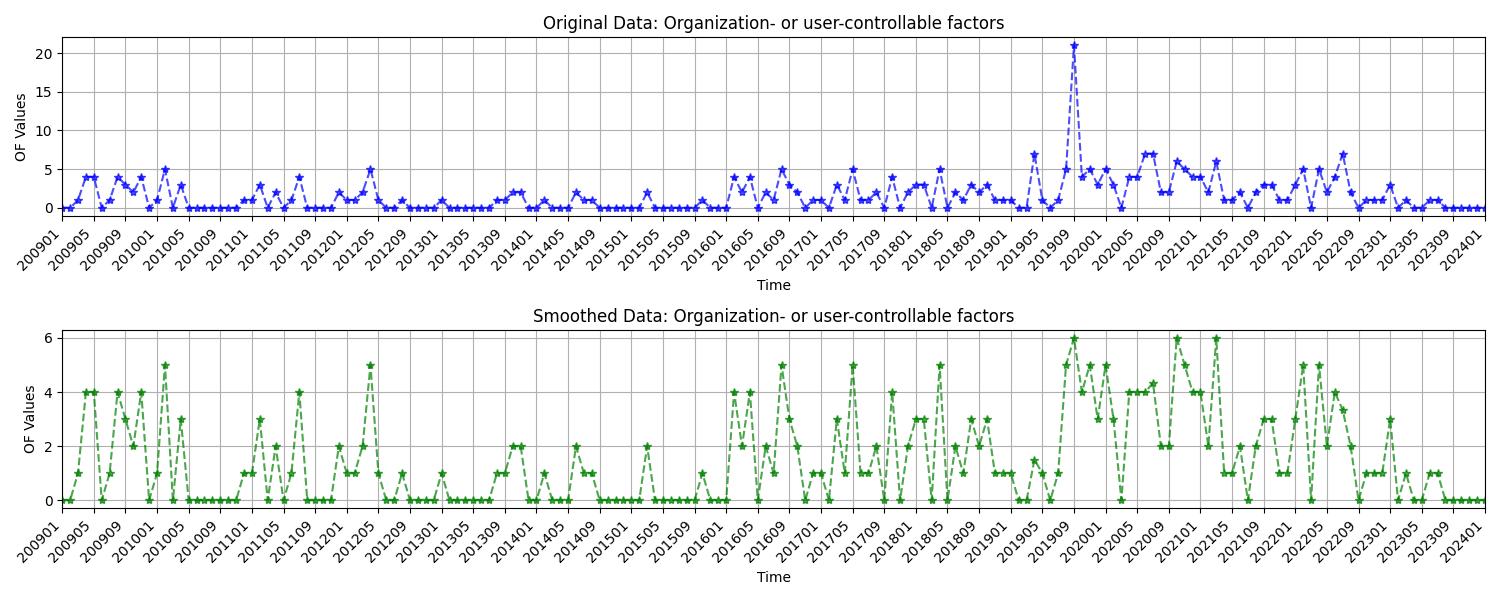 Original Data: Organization- or user-controllable factors
20
15
10
5
0
OF Values
200901 200905 200909 201001 201005 201009 201101 201105 201109 201201 201205 201209 201301 201305 201309 201401 201405 201409 201501 201505 201509 201601 201605 201609 201701 201705 201709 201801 201805 201809 201901 201905 201909 202001 202005 202009 202101 202105 202109 202201 202205 202209 202301 202305 202309 202401
Time
Smoothed Data: Organization- or user-controllable factors
6
4
2
0
OF Values
200901 200905 200909 201001 201005 201009 201101 201105 201109 201201 201205 201209 201301 201305 201309 201401 201405 201409 201501 201505 201509 201601 201605 201609 201701 201705 201709 201801 201805 201809 201901 201905 201909 202001 202005 202009 202101 202105 202109 202201 202205 202209 202301 202305 202309 202401
Time